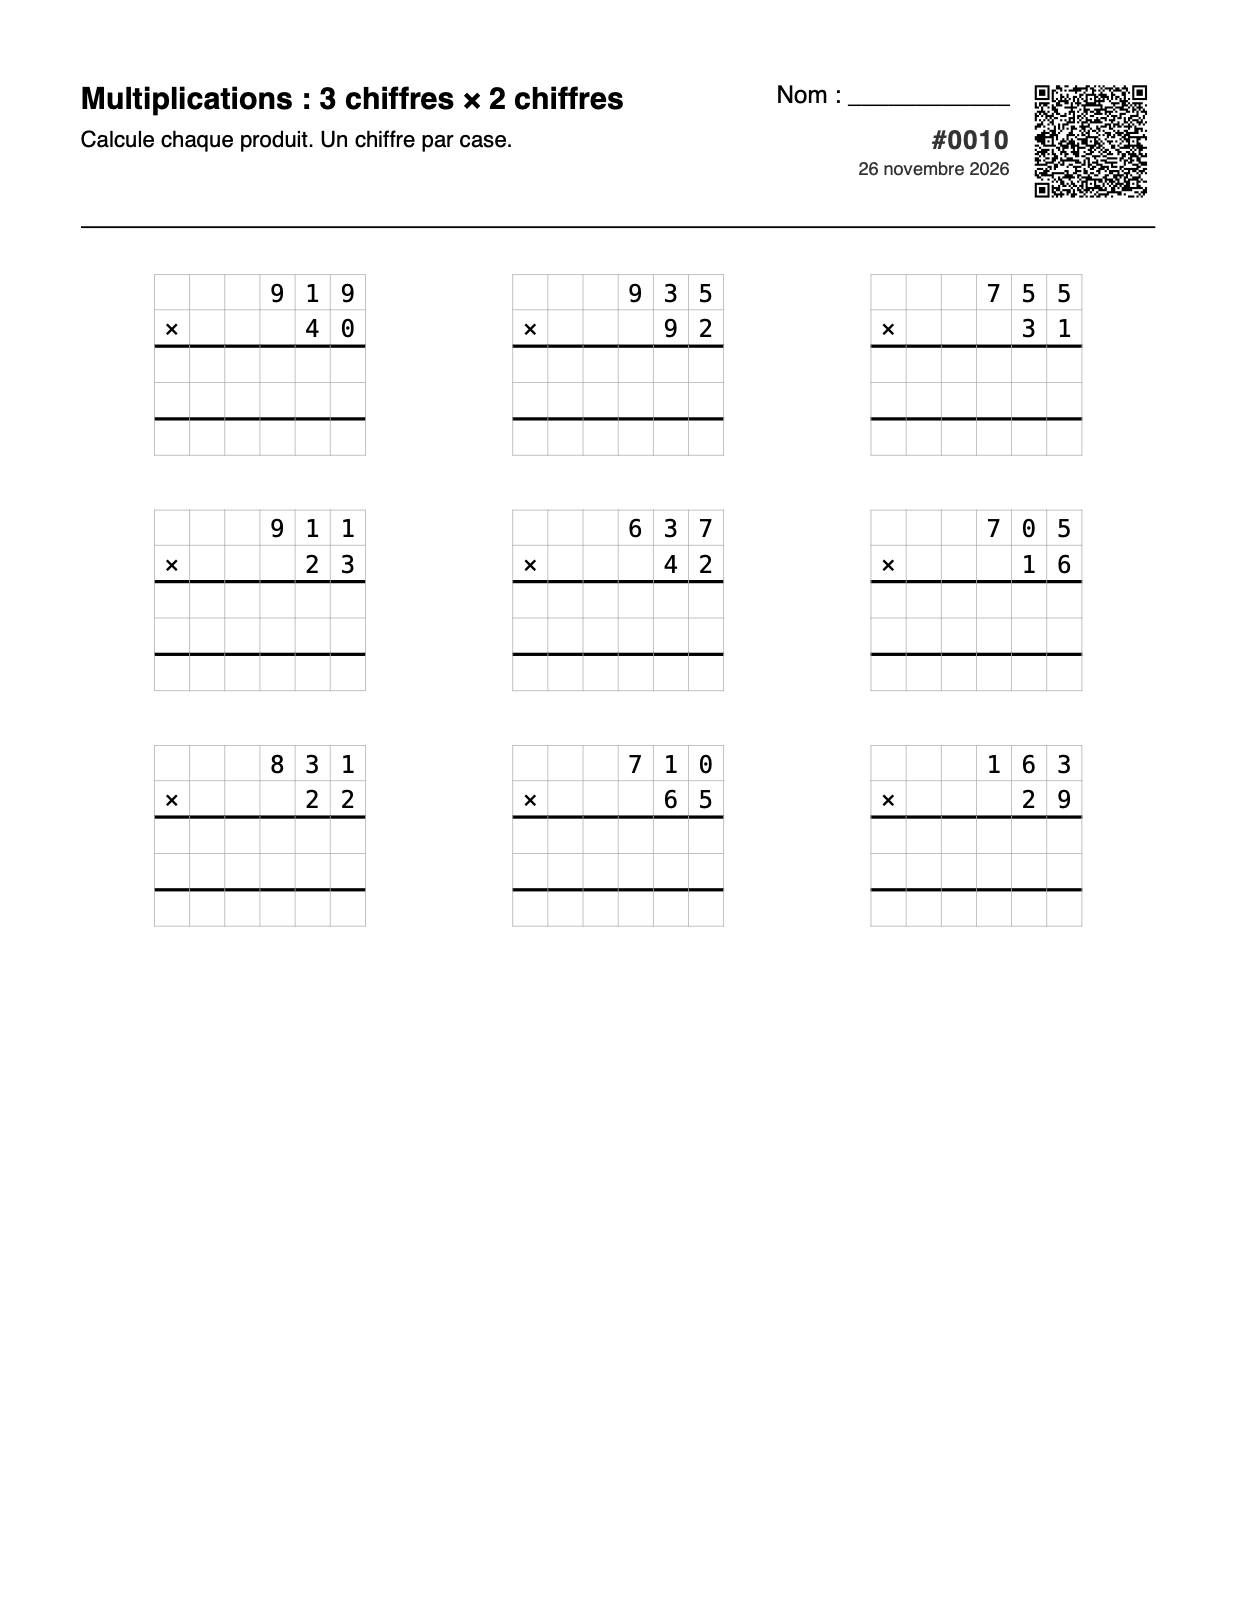 Multiplications : 3 chiffres × 2 chiffres
Calcule chaque produit. Un chiffre par case.
Nom : ____________
#0010
26 novembre 2026
9 1 9
× 4 0
9 3 5
× 9 2
7 5 5
× 3 1
9 1 1
× 2 3
6 3 7
× 4 2
7 0 5
× 1 6
8 3 1
× 2 2
7 1 0
× 6 5
1 6 3
× 2 9